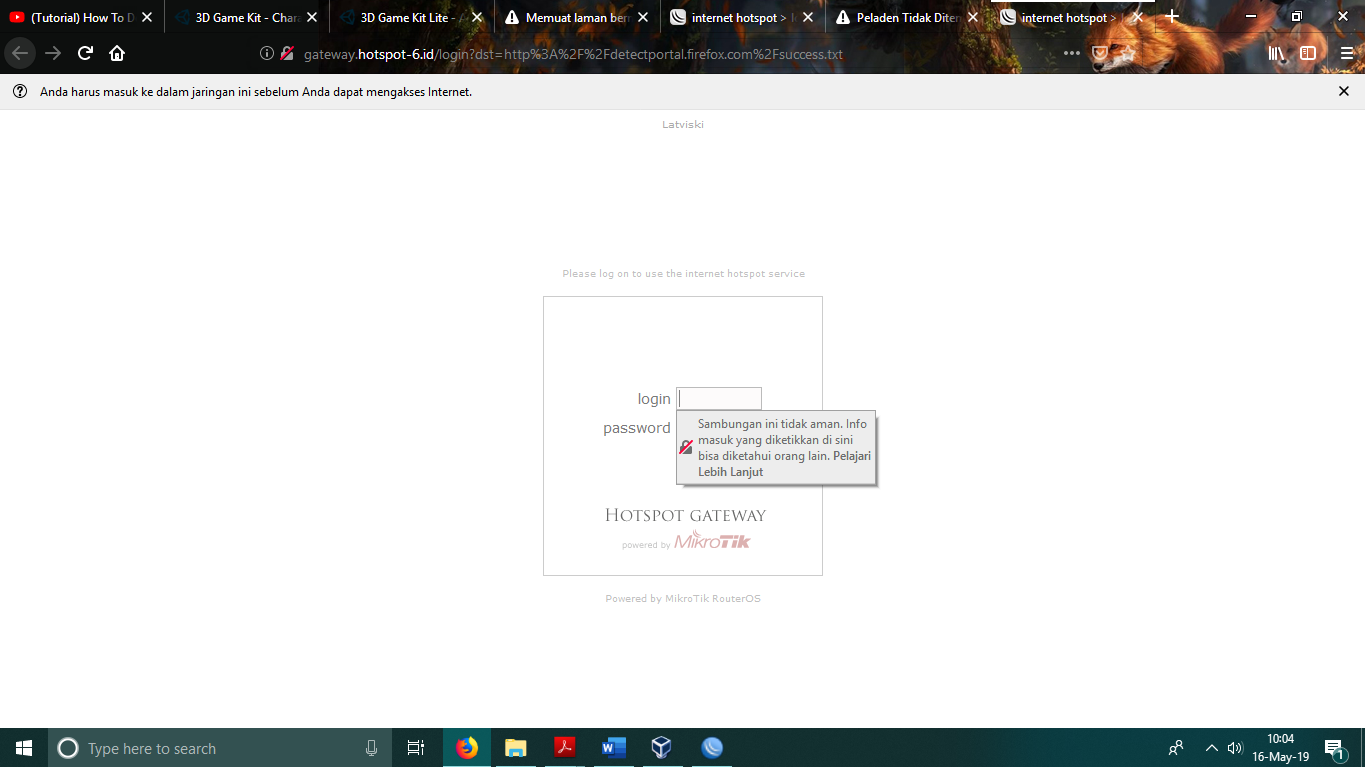 (Tutorial) How To D
3D Game Kit - Chara
3D Game Kit Lite - A
Memuat laman ber
internet hotspot > l
Peladen Tidak Diten
internet hotspot > l
gateway.hotspot-6.id/login?dst=http%3A%2F%2Fdetectportal.firefox.com%2Fsuccess.txt
Anda harus masuk ke dalam jaringan ini sebelum Anda dapat mengakses Internet.
Latviski
Please log on to use the internet hotspot service
login
password
Sambungan ini tidak aman. Info
masuk yang diketikkan di sini
bisa diketahui orang lain. Pelajari
Lebih Lanjut
HOTSPOT GATEWAY
powered by MikroTik
Powered by MikroTik RouterOS
Type here to search
10:04
16-May-19
1